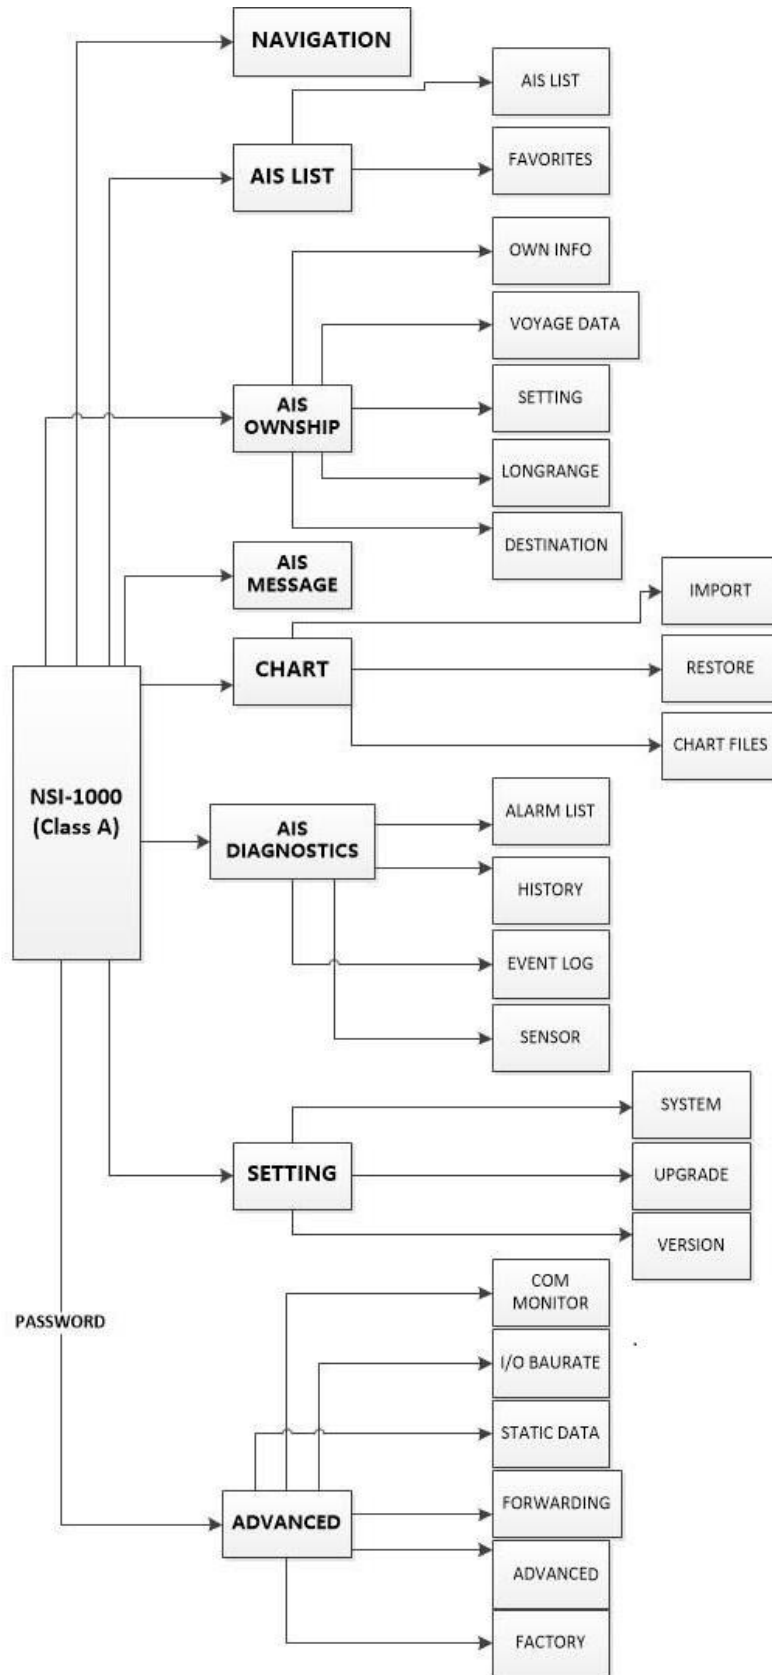 NAVIGATION
AIS LIST
AIS LIST
FAVORITES
OWN INFO
VOYAGE DATA
AIS
OWNSHIP
SETTING
LONGRANGE
DESTINATION
AIS
MESSAGE
IMPORT
CHART
RESTORE
CHART FILES
NSI-1000
(Class A)
ALARM LIST
AIS
DIAGNOSTICS
HISTORY
EVENT LOG
SENSOR
SYSTEM
SETTING
UPGRADE
VERSION
COM
MONITOR
PASSWORD
I/O BAURATE
STATIC DATA
FORWARDING
ADVANCED
ADVANCED
FACTORY